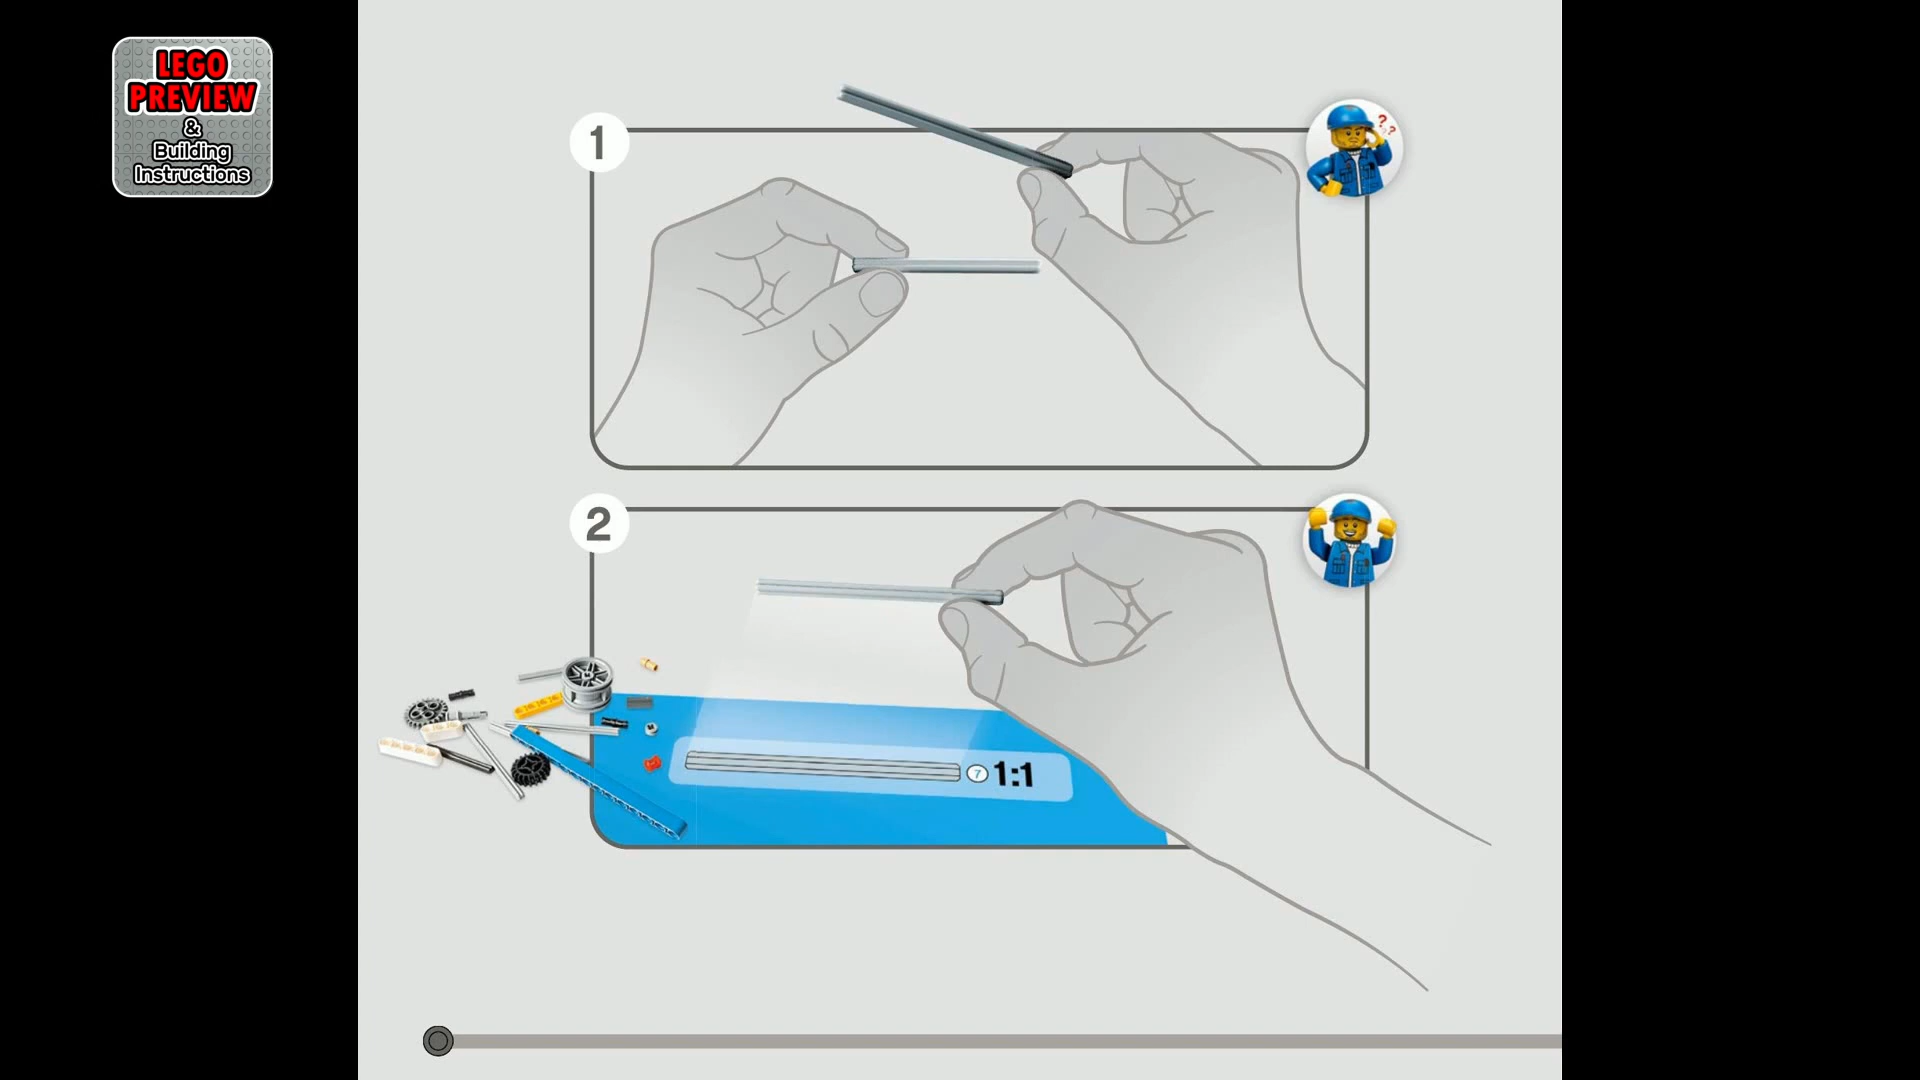 LEGO
PREVIEW
&
Building
Instructions
1
? ? ?
2
7 1:1